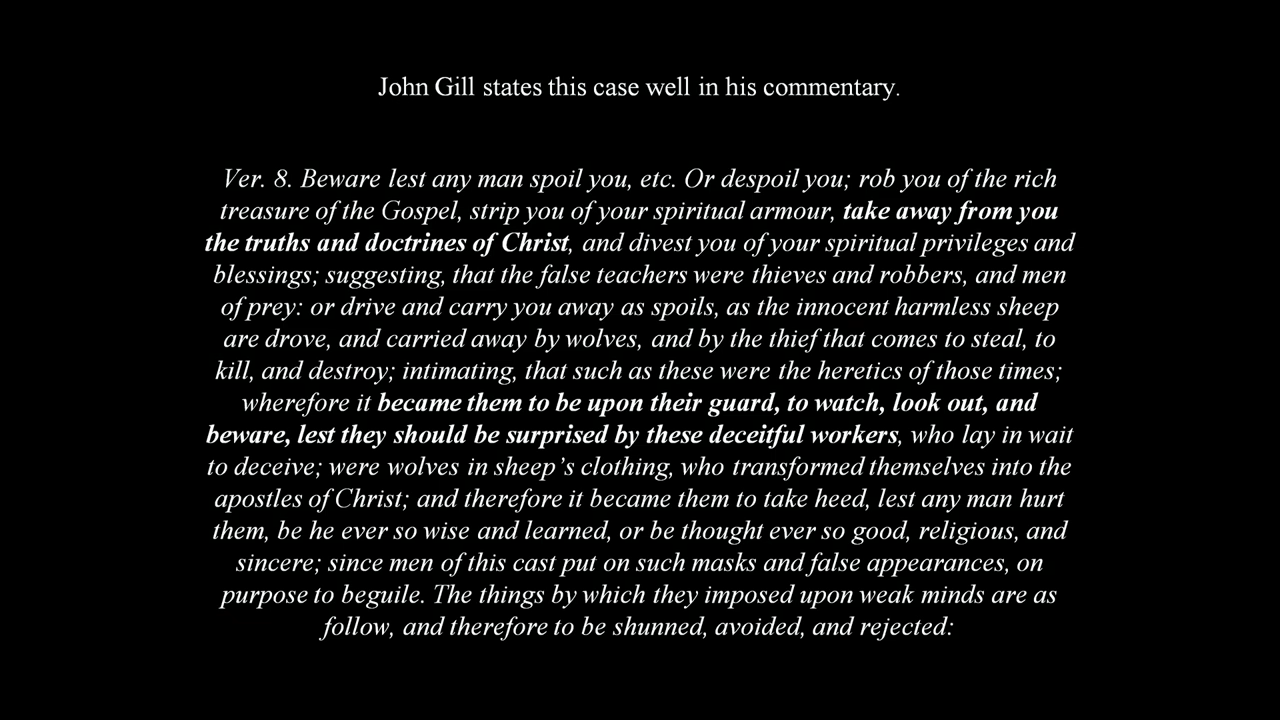 John Gill states this case well in his commentary.
Ver. 8. Beware lest any man spoil you, etc. Or despoil you; rob you of the rich
treasure of the Gospel, strip you of your spiritual armour, take away from you
the truths and doctrines of Christ, and divest you of your spiritual privileges and
blessings; suggesting, that the false teachers were thieves and robbers, and men
of prey: or drive and carry you away as spoils, as the innocent harmless sheep
are drove, and carried away by wolves, and by the thief that comes to steal, to
kill, and destroy; intimating, that such as these were the heretics of those times;
wherefore it became them to be upon their guard, to watch, look out, and
beware, lest they should be surprised by these deceitful workers, who lay in wait
to deceive; were wolves in sheep’s clothing, who transformed themselves into the
apostles of Christ; and therefore it became them to take heed, lest any man hurt
them, be he ever so wise and learned, or be thought ever so good, religious, and
sincere; since men of this cast put on such masks and false appearances, on
purpose to beguile. The things by which they imposed upon weak minds are as
follow, and therefore to be shunned, avoided, and rejected: